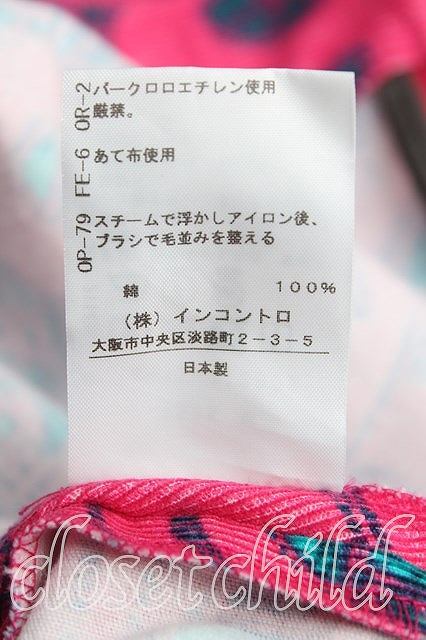 OR-2 パークロロエチレン使用
厳禁。
FE-6 あて布使用
OP-79 スチームで浮かしアイロン後、
ブラシで毛並みを整える
綿 100%
(株)インコントロ
大阪市中央区淡路町2-3-5
日本製
closetchild